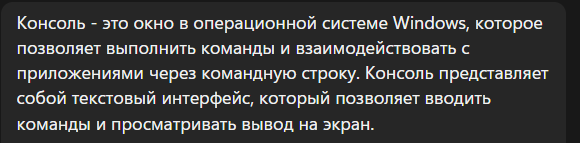 Консоль - это окно в операционной системе Windows, которое
позволяет выполнить команды и взаимодействовать с
приложениями через командную строку. Консоль представляет
собой текстовый интерфейс, который позволяет вводить
команды и просматривать вывод на экран.